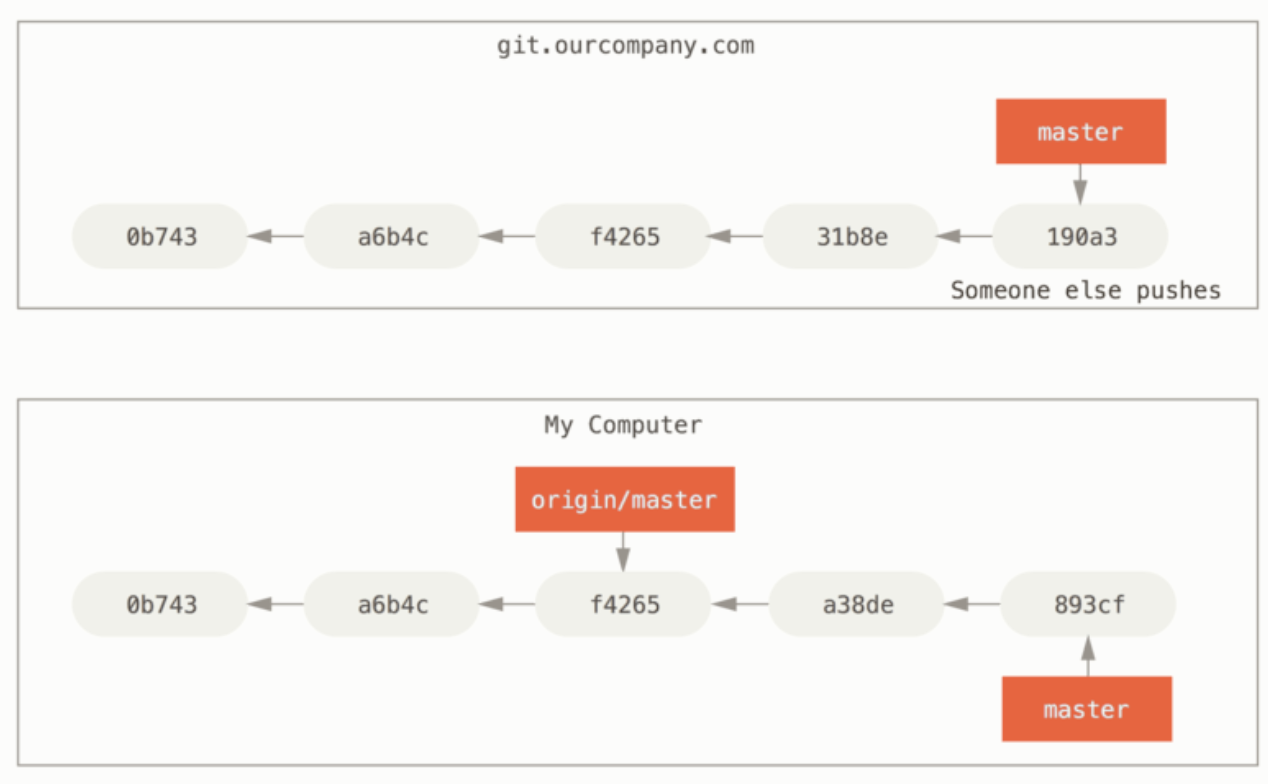 git.ourcompany.com
master
0b743 a6b4c f4265 31b8e 190a3
Someone else pushes
My Computer
origin/master
0b743 a6b4c f4265 a38de 893cf
master